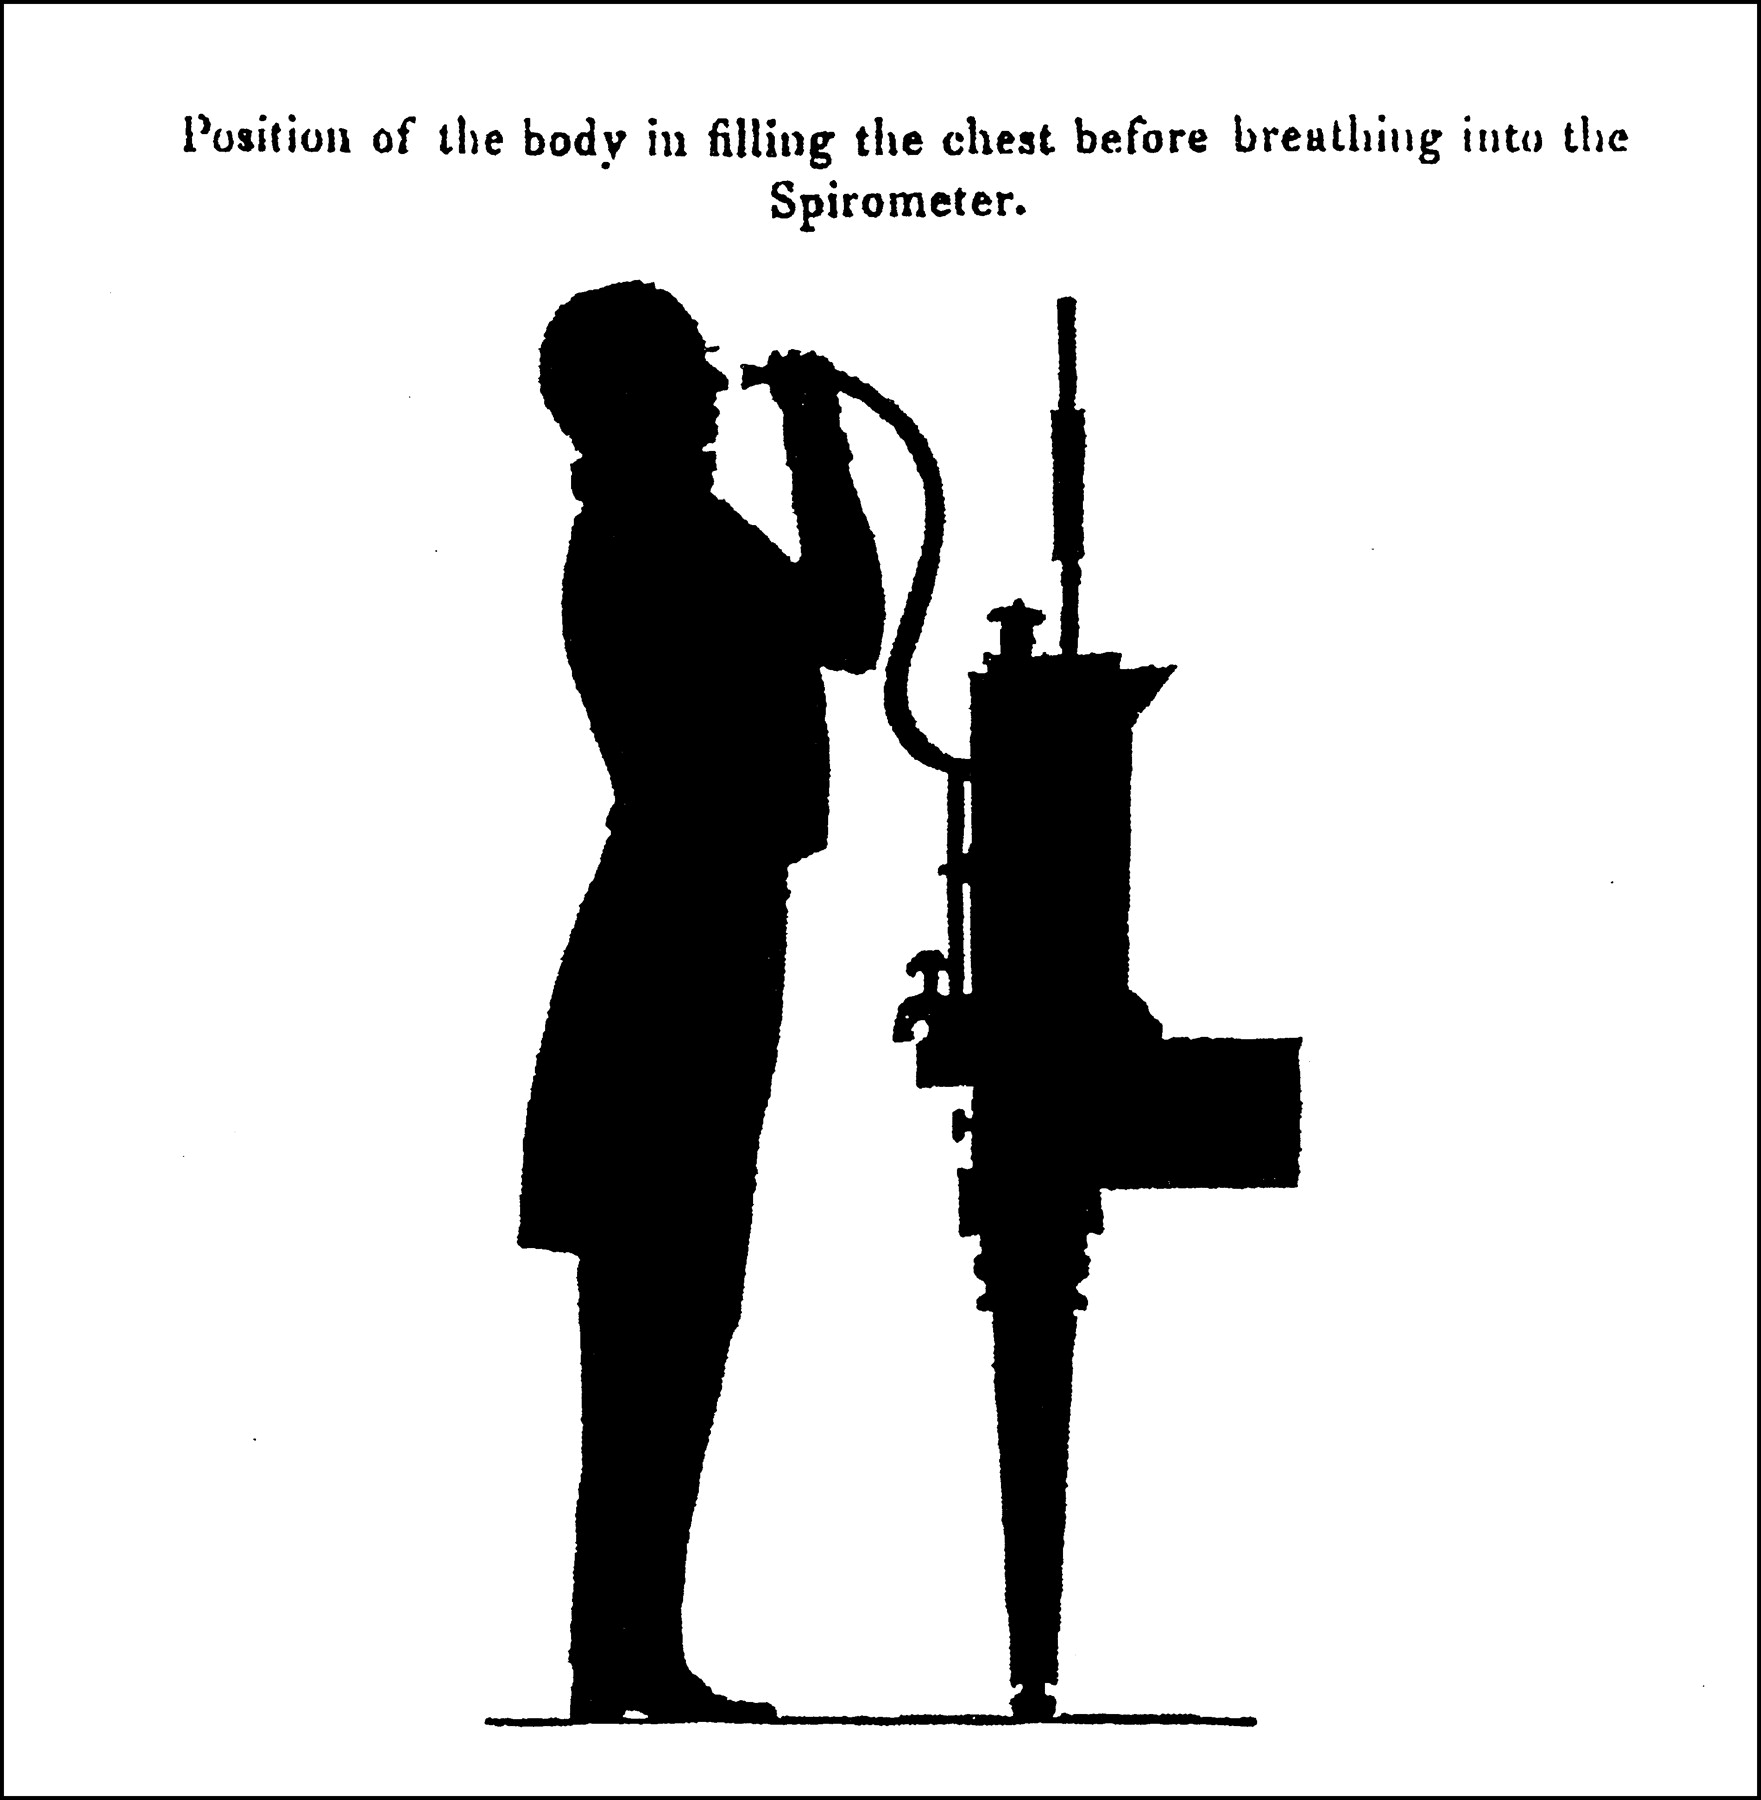 Position of the body in filling the chest before breathing into the
Spirometer.